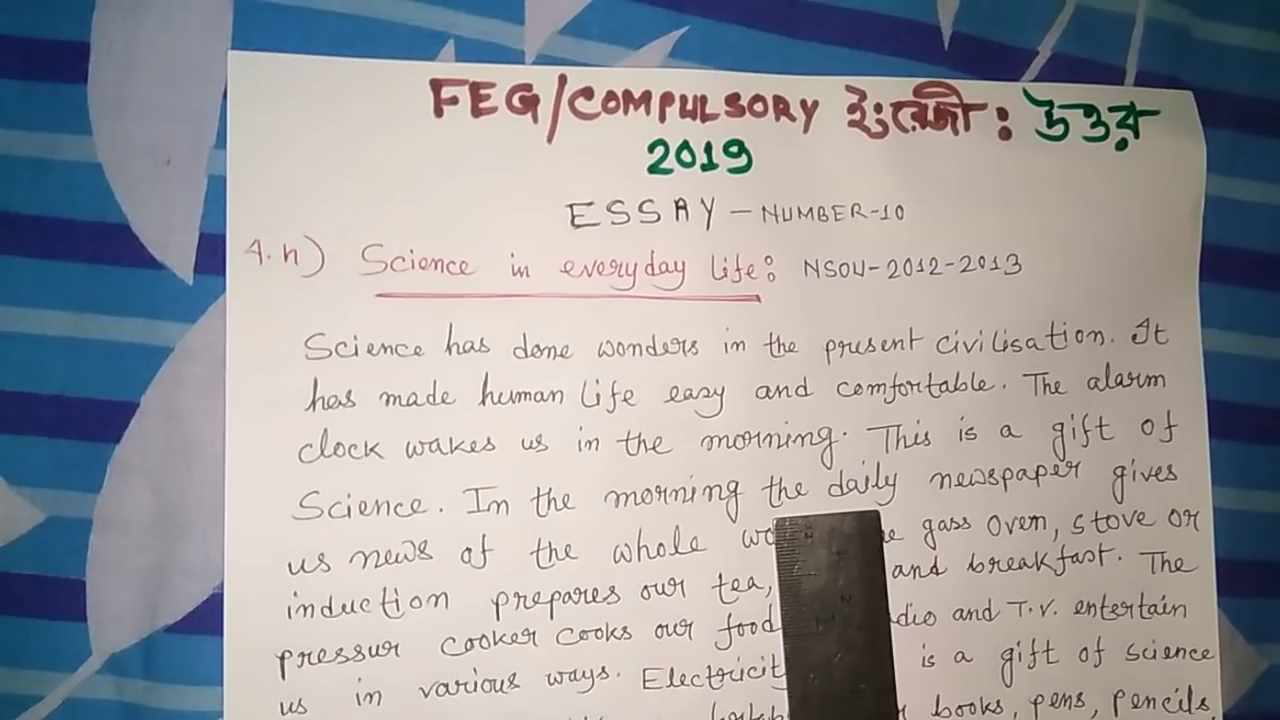 FEG/COMPULSORY ইংরেজী: উত্তর
2019
ESSAY - NUMBER-10
4. n) Science in everyday life: NSOU-2012-2013
Science has done wonders in the present civilisation. It
has made human life easy and comfortable. The alarm
clock wakes us in the morning. This is a gift of
Science. In the morning the daily newspaper gives
us news of the whole gass oven, stove or
induction prepares our tea, and breakfast. The
pressur cooker cooks our food and T.V. entertain
us in various ways. Electricity is a gift of science
books, pens, pencils